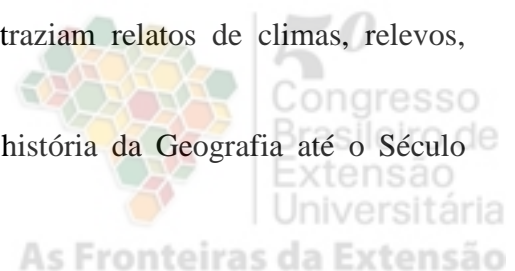 traziam relatos de climas, relevos,
5º
Congresso
história da Geografia até o Século
Brasileiro de
Extensão
Universitária
As Fronteiras da Extensão